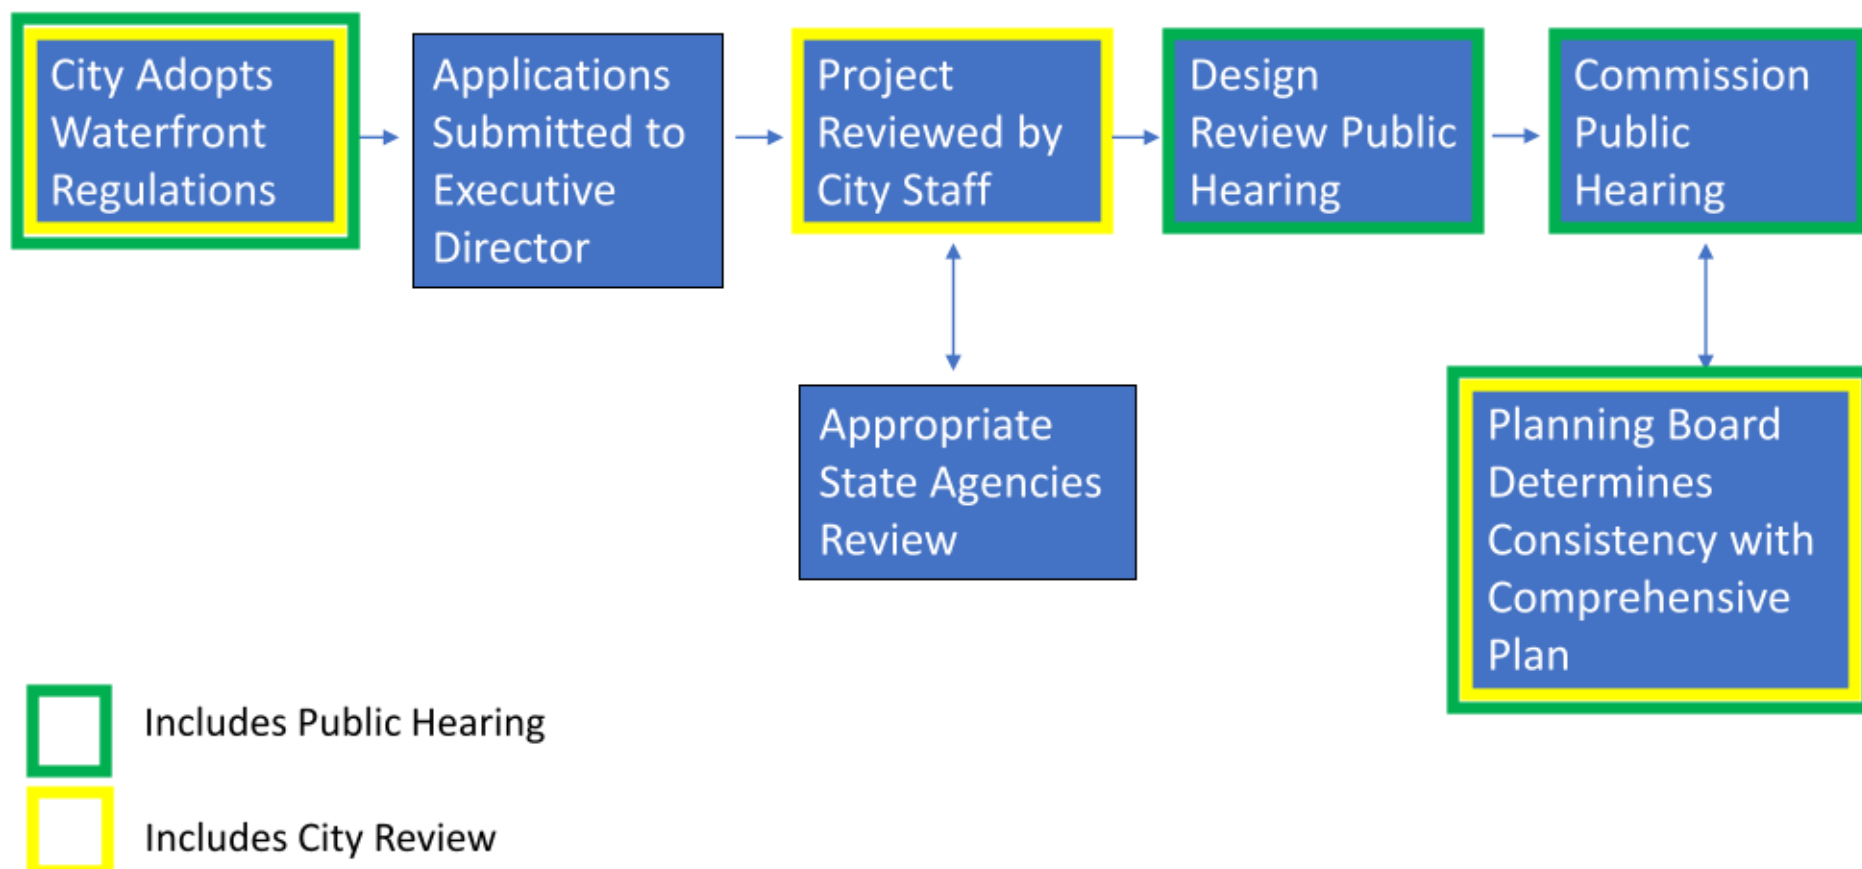 City Adopts
Waterfront
Regulations
Applications
Submitted to
Executive
Director
Project
Reviewed by
City Staff
Design
Review Public
Hearing
Commission
Public
Hearing
Appropriate
State Agencies
Review
Planning Board
Determines
Consistency with
Comprehensive
Plan
Includes Public Hearing
Includes City Review